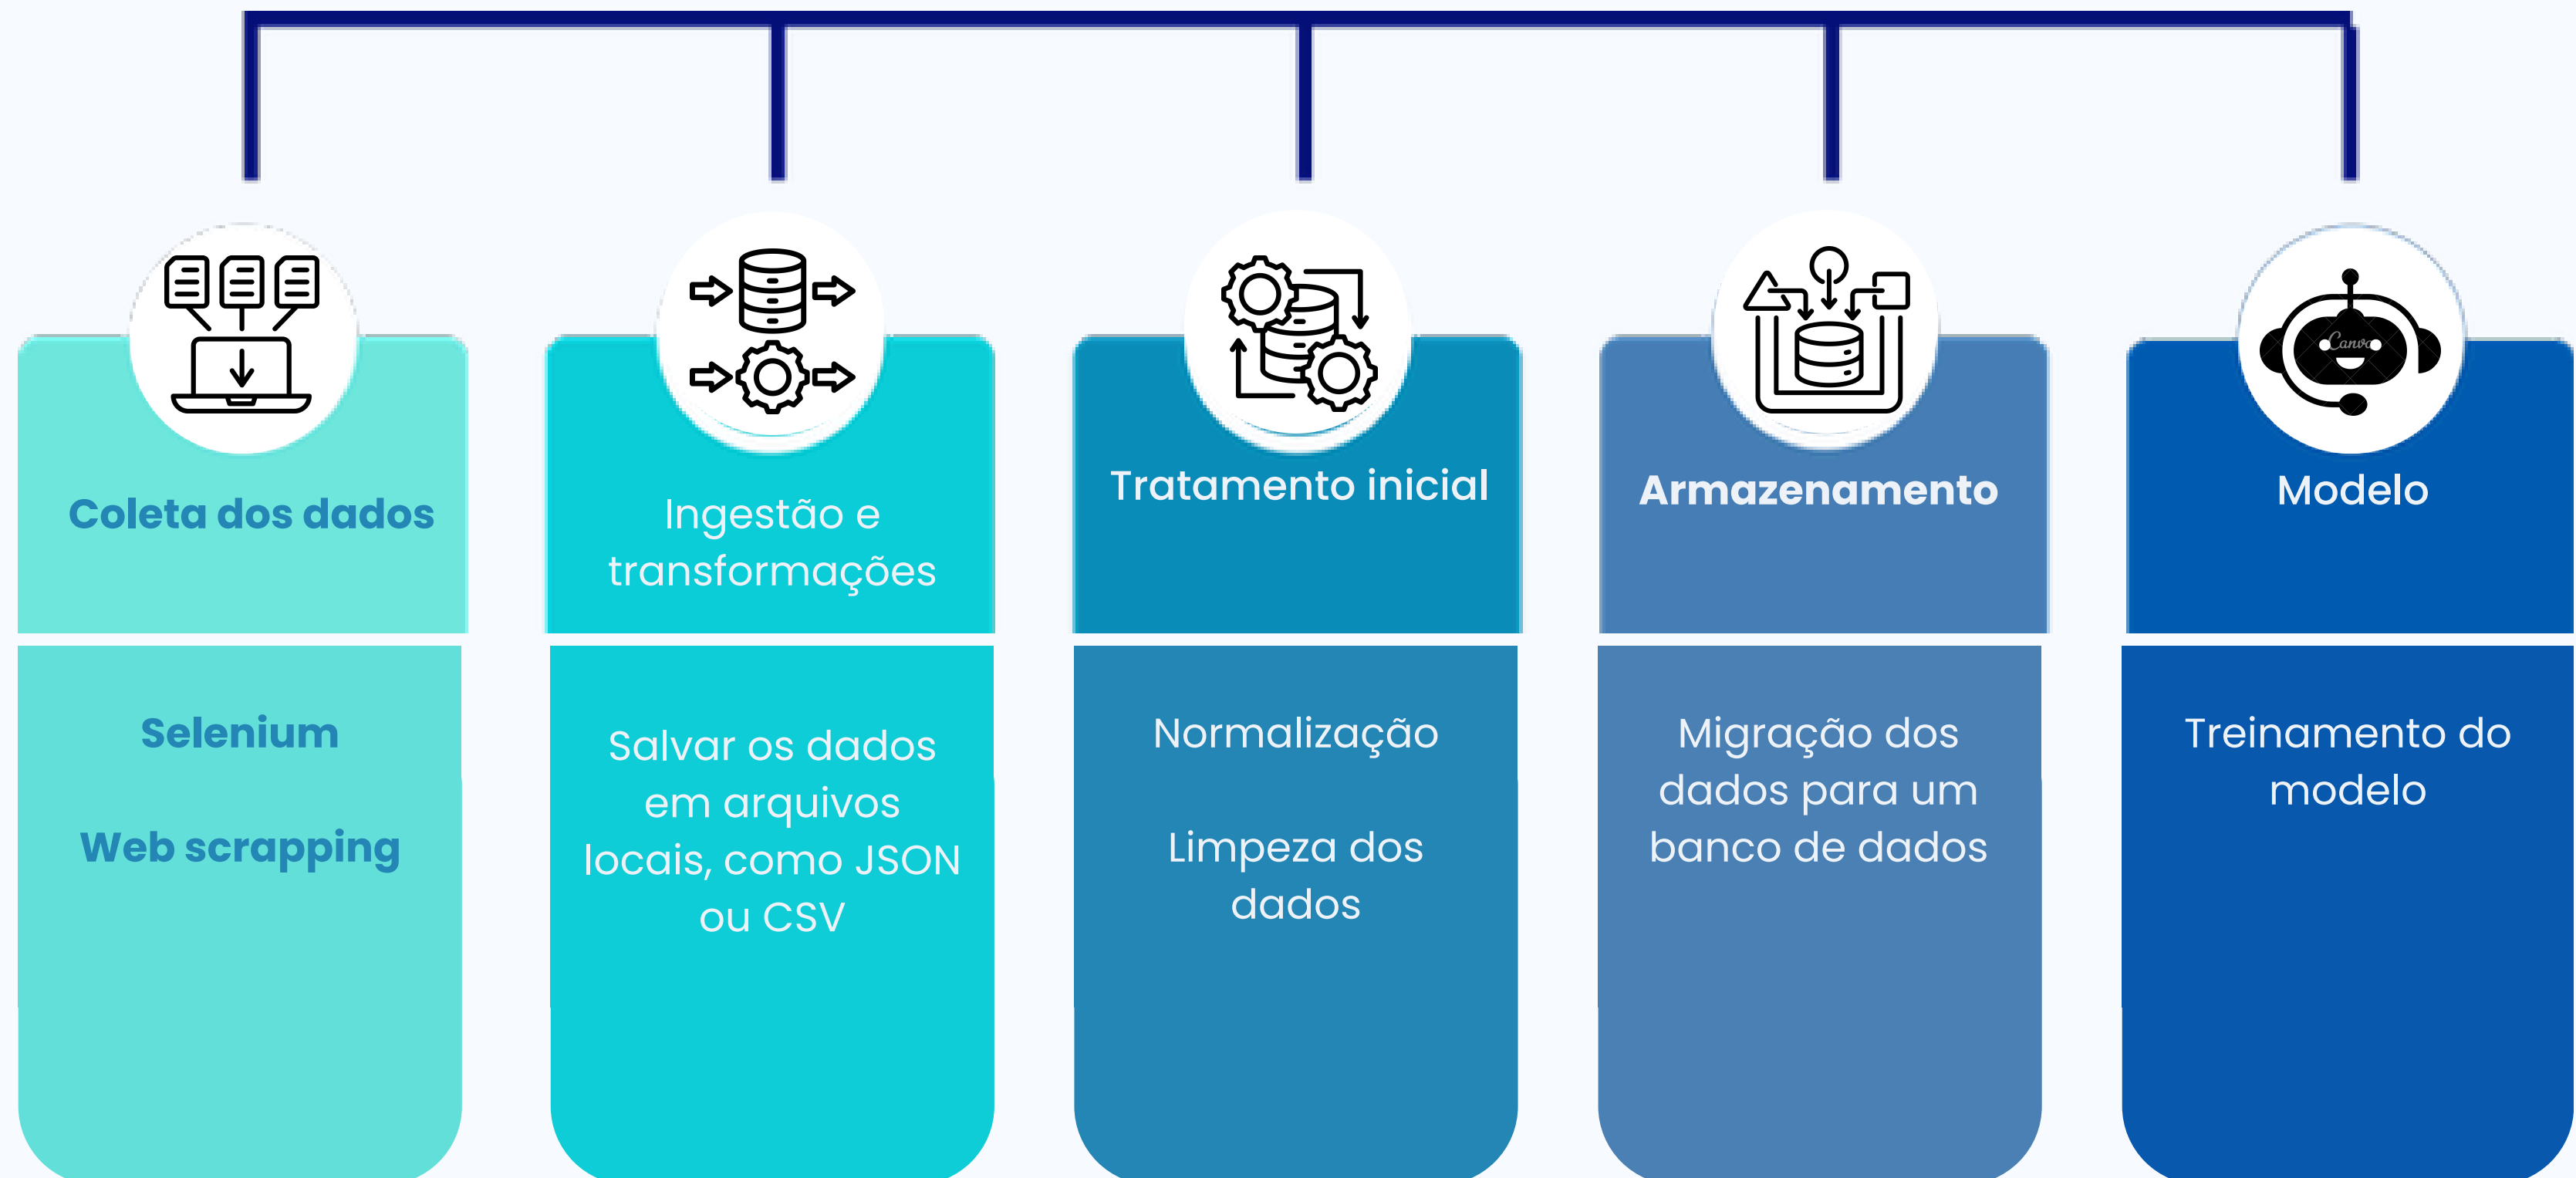 Canva
Coleta dos dados
Selenium
Web scrapping
Ingestão e
transformações
Salvar os dados
em arquivos
locais, como JSON
ou CSV
Tratamento inicial
Normalização
Limpeza dos
dados
Armazenamento
Migração dos
dados para um
banco de dados
Modelo
Treinamento do
modelo